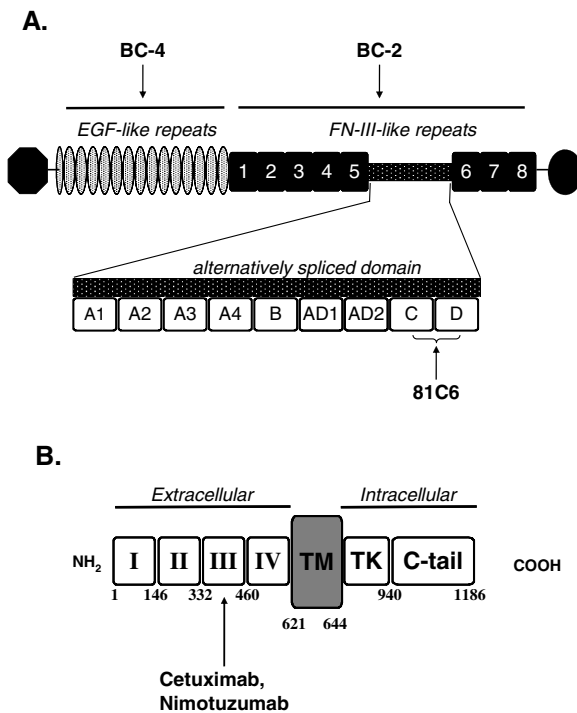 A.
BC-4 BC-2
EGF-like repeats FN-III-like repeats
1 2 3 4 5 6 7 8
alternatively spliced domain
A1 A2 A3 A4 B AD1 AD2 C D
81C6
B.
Extracellular Intracellular
NH2 I II III IV TM TK C-tail COOH
1 146 332 460 940 1186
621 644
Cetuximab,
Nimotuzumab